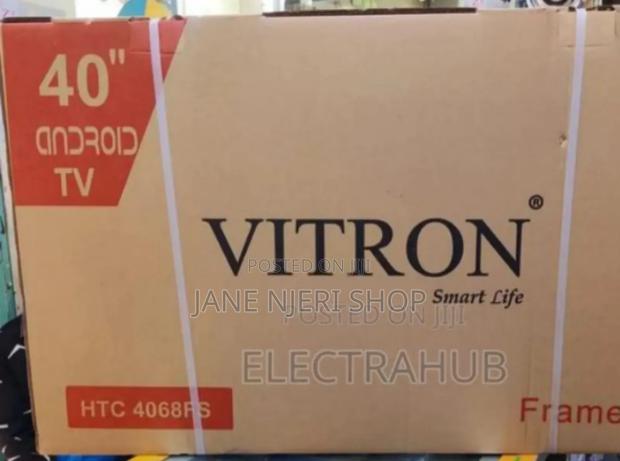 40"
ANDROID
TV
VITRON®
Smart Life
POSTED ON JIJI
JANE NJERI SHOP
POSTED ON JIJI
ELECTRAHUB
HTC 4068FS
Frame